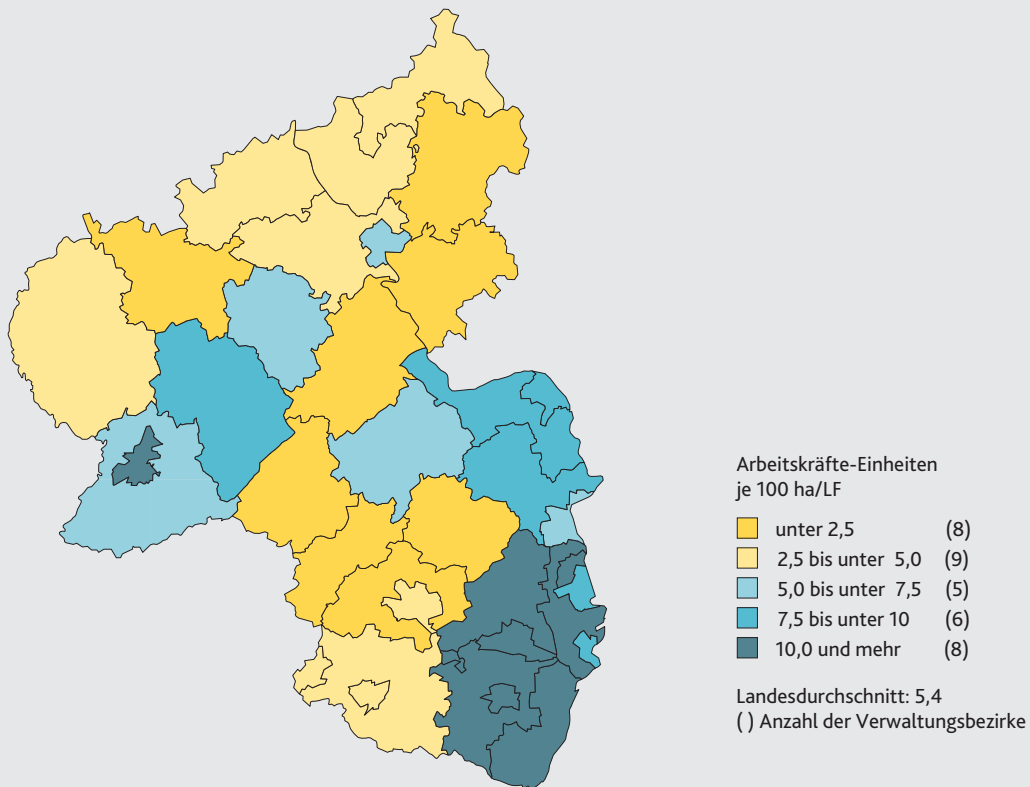 Arbeitskräfte-Einheiten
je 100 ha/LF
unter 2,5 (8)
2,5 bis unter 5,0 (9)
5,0 bis unter 7,5 (5)
7,5 bis unter 10 (6)
10,0 und mehr (8)
Landesdurchschnitt: 5,4
( ) Anzahl der Verwaltungsbezirke